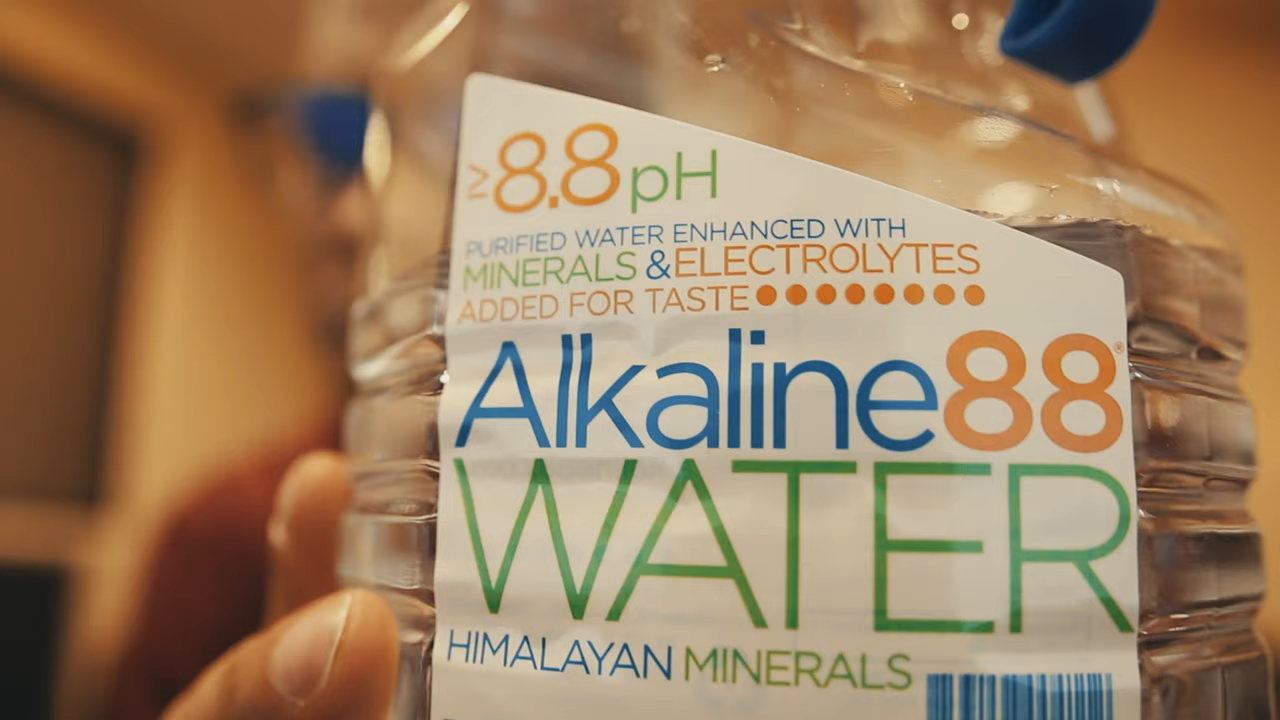 ≥8.8 pH
PURIFIED WATER ENHANCED WITH
MINERALS & ELECTROLYTES
ADDED FOR TASTE
Alkaline88®
WATER
HIMALAYAN MINERALS